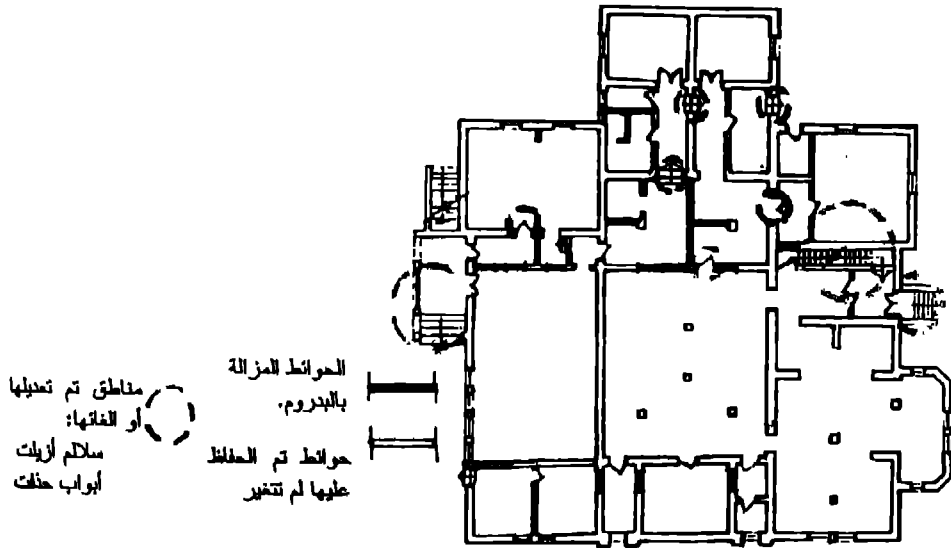 الحوائط المزالة
بالبدروم.
حوائط تم الحفاظ
عليها لم تتغير
مناطق تم تعديلها
أو الغائها:
سلالم أزيلت
أبواب حذفت